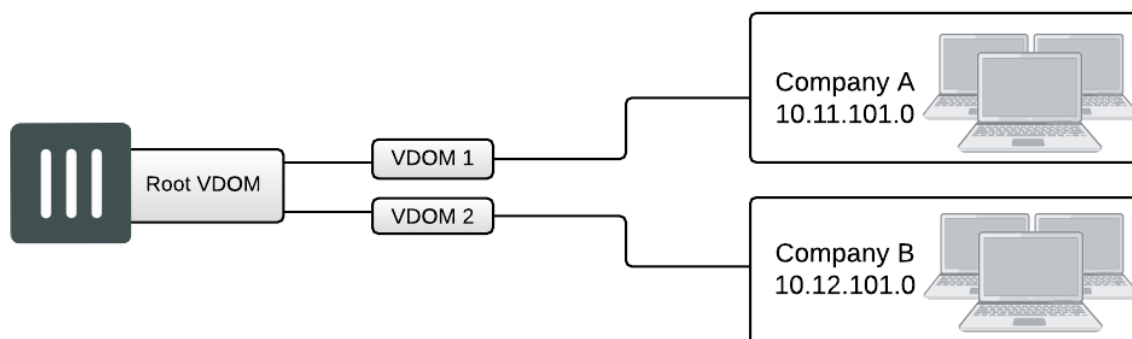 Root VDOM
VDOM 1
VDOM 2
Company A
10.11.101.0
Company B
10.12.101.0